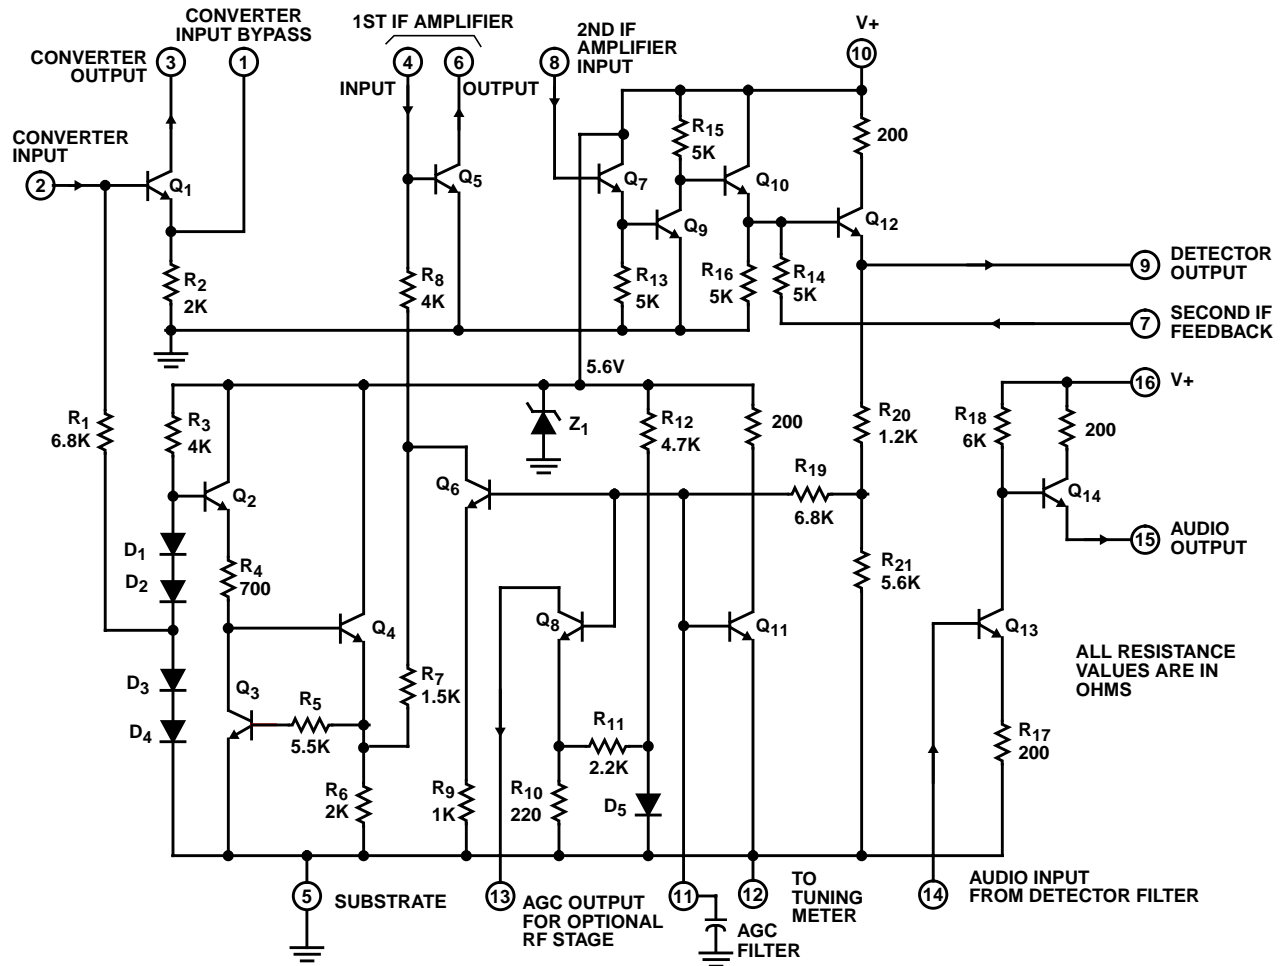 CONVERTER
INPUT BYPASS
1ST IF AMPLIFIER
V+
CONVERTER
OUTPUT
3
1
4
6
8
2ND IF
AMPLIFIER
INPUT
10
INPUT
OUTPUT
CONVERTER
INPUT
2
Q1
Q5
Q7
R15
5K
Q9
Q10
200
Q12
R2
2K
R8
4K
R13
5K
R16
5K
R14
5K
9
DETECTOR
OUTPUT
7
SECOND IF
FEEDBACK
5.6V
R1
6.8K
R3
4K
Z1
R12
4.7K
200
R20
1.2K
R18
6K
200
16
V+
Q2
Q6
R19
6.8K
Q14
15
AUDIO
OUTPUT
D1
D2
R4
700
R21
5.6K
Q4
Q8
Q11
Q13
ALL RESISTANCE
VALUES ARE IN
OHMS
D3
D4
Q3
R5
5.5K
R7
1.5K
R11
2.2K
R17
200
R6
2K
R9
1K
R10
220
D5
5
SUBSTRATE
13
AGC OUTPUT
FOR OPTIONAL
RF STAGE
11
AGC
FILTER
12
TO
TUNING
METER
14
AUDIO INPUT
FROM DETECTOR FILTER